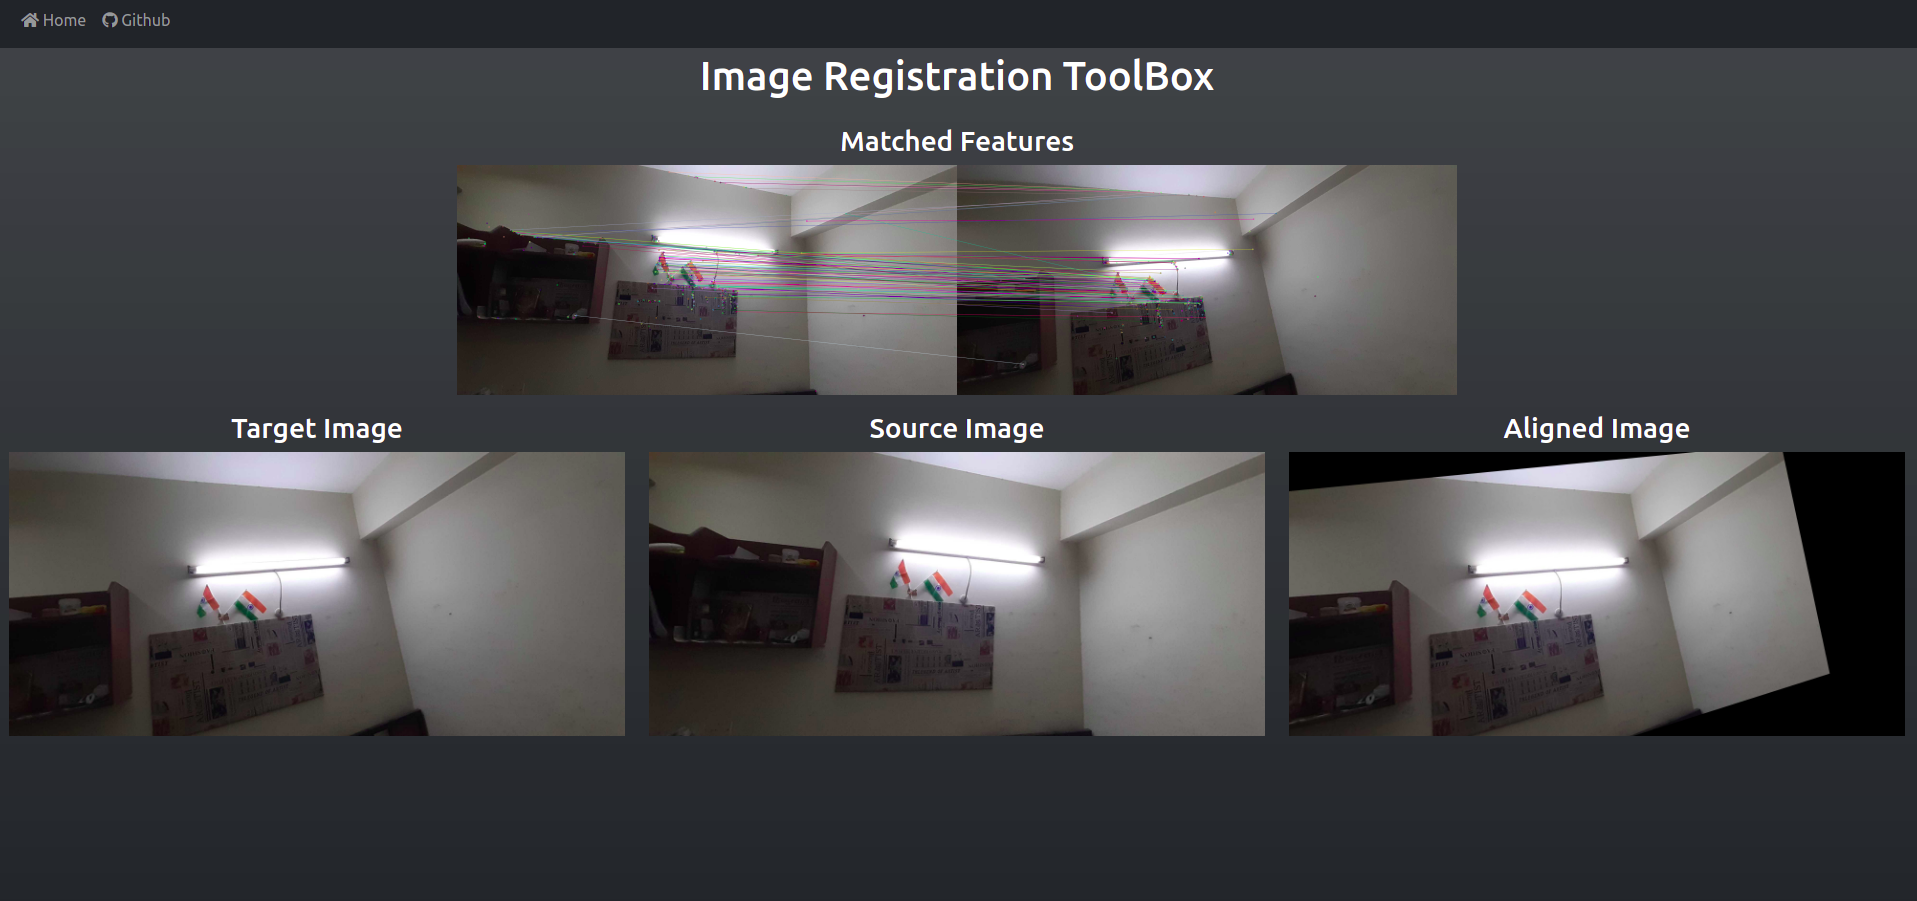 Home Github
Image Registration ToolBox
Matched Features
Target Image
Source Image
Aligned Image